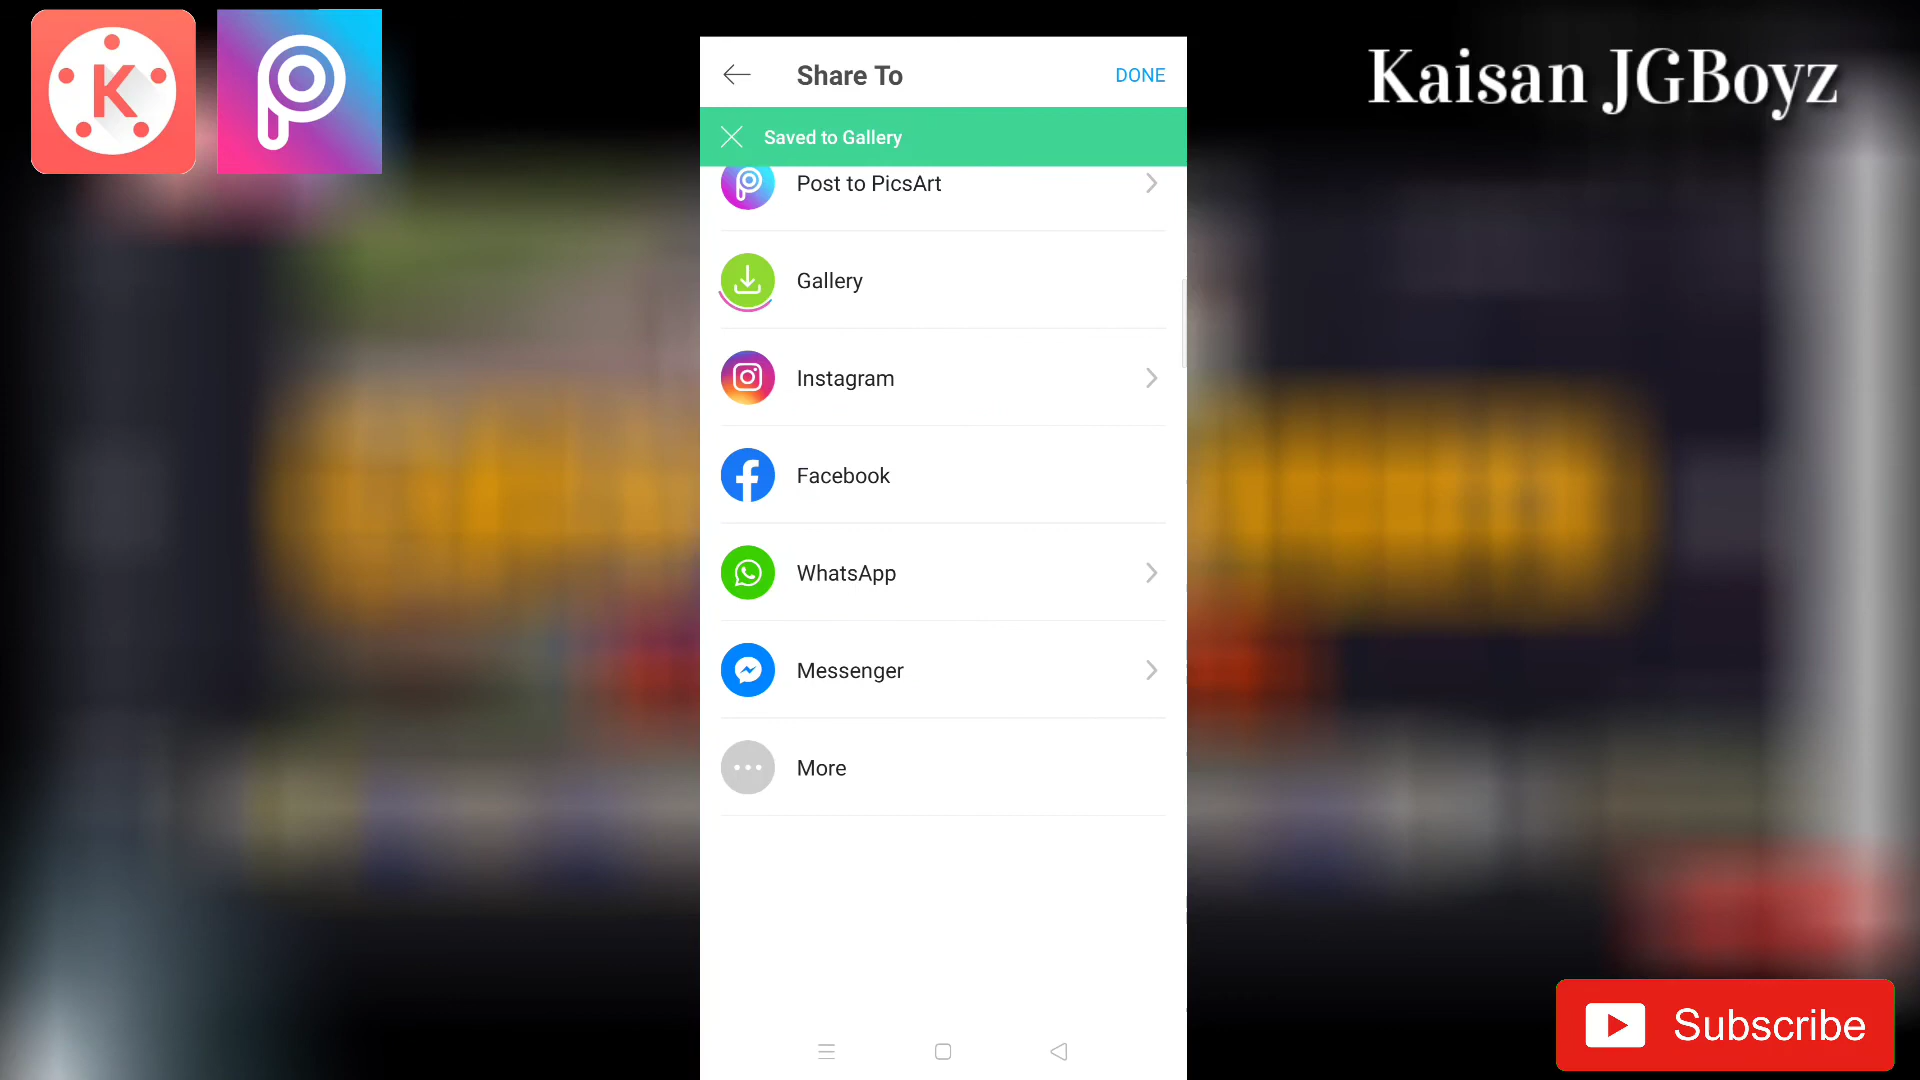 K
Kaisan JGBoyz
Share To
DONE
Saved to Gallery
Post to PicsArt
Gallery
Instagram
Facebook
WhatsApp
Messenger
More
Subscribe